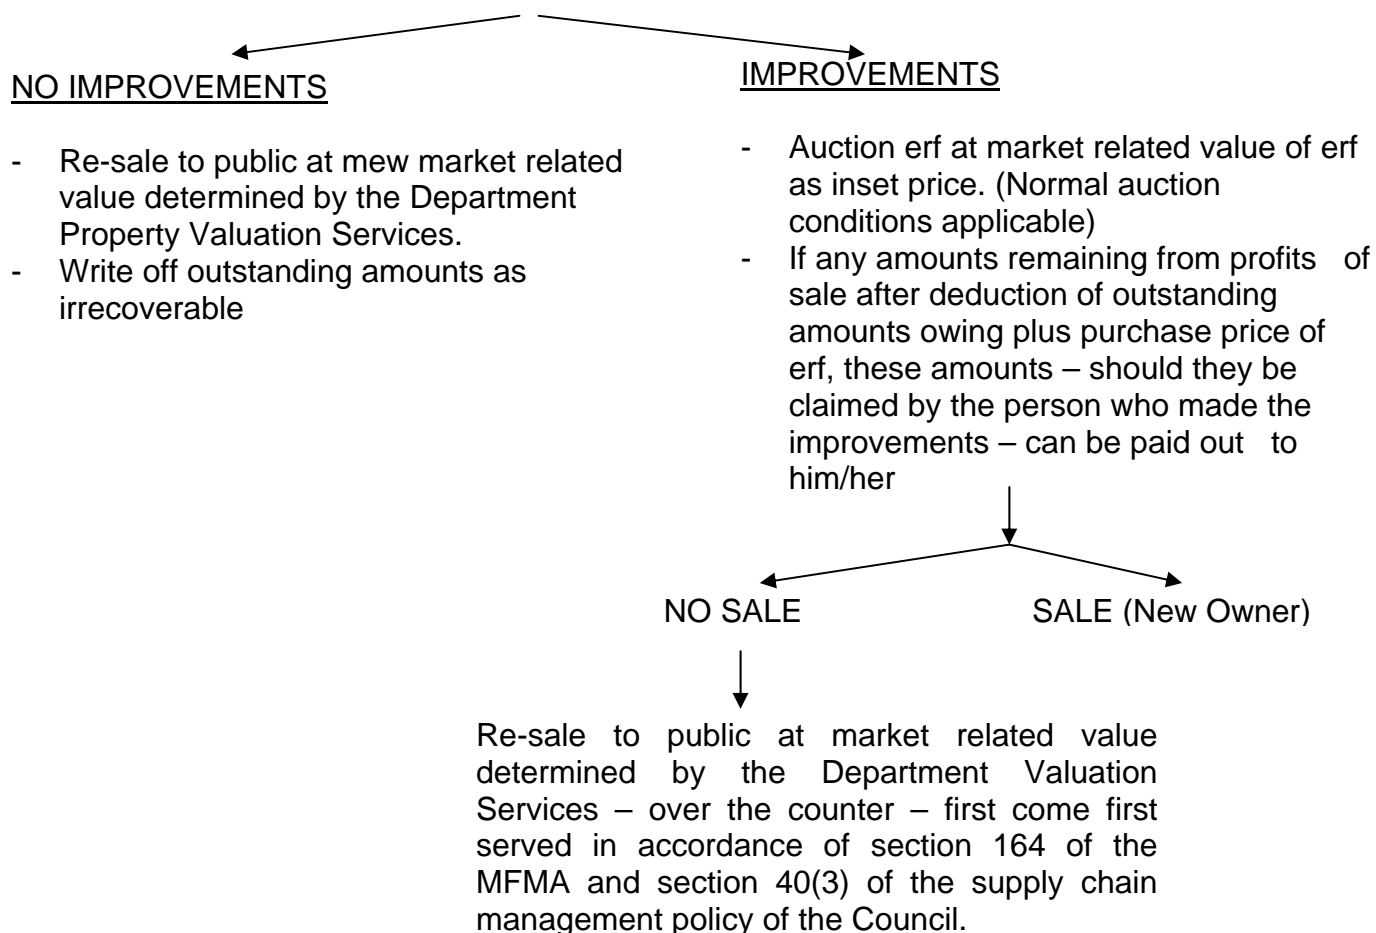 NO IMPROVEMENTS
- Re-sale to public at mew market related
value determined by the Department
Property Valuation Services.
- Write off outstanding amounts as
irrecoverable
IMPROVEMENTS
- Auction erf at market related value of erf
as inset price. (Normal auction
conditions applicable)
- If any amounts remaining from profits of
sale after deduction of outstanding
amounts owing plus purchase price of
erf, these amounts – should they be
claimed by the person who made the
improvements – can be paid out to
him/her
NO SALE
SALE (New Owner)
Re-sale to public at market related value
determined by the Department Valuation
Services – over the counter – first come first
served in accordance of section 164 of the
MFMA and section 40(3) of the supply chain
management policy of the Council.